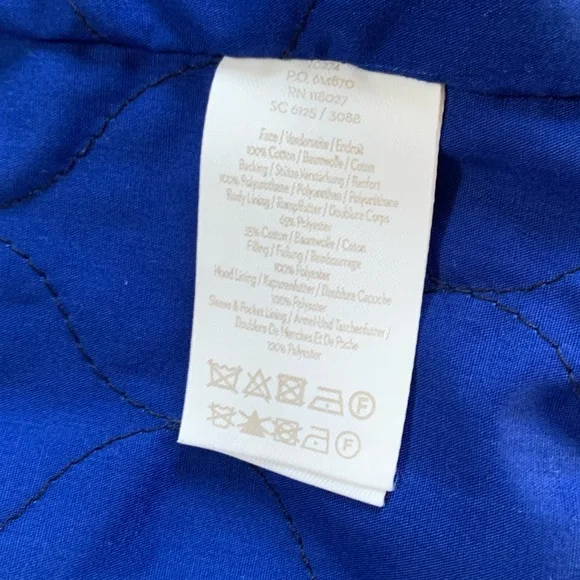 P.O. 6M870
RN 118027
SC 6125 / 3088
Face / Vorderseite / Endroit
100% Cotton / Baumwolle / Coton
Backing / Stütze Verstärkung / Renfort
100% Polyurethane / Polyurethan / Polyuréthane
Body Lining / Rumpffutter / Doublure Corps
65% Polyester
35% Cotton / Baumwolle / Coton
Filling / Füllung / Rembourrage
100% Polyester
Hood Lining / Kapuzenfutter / Doublure Capuche
100% Polyester
Sleeve & Pocket Lining / Ärmel-Und Taschenfutter /
Doublure De Manches Et De Poche
100% Polyester
F
F